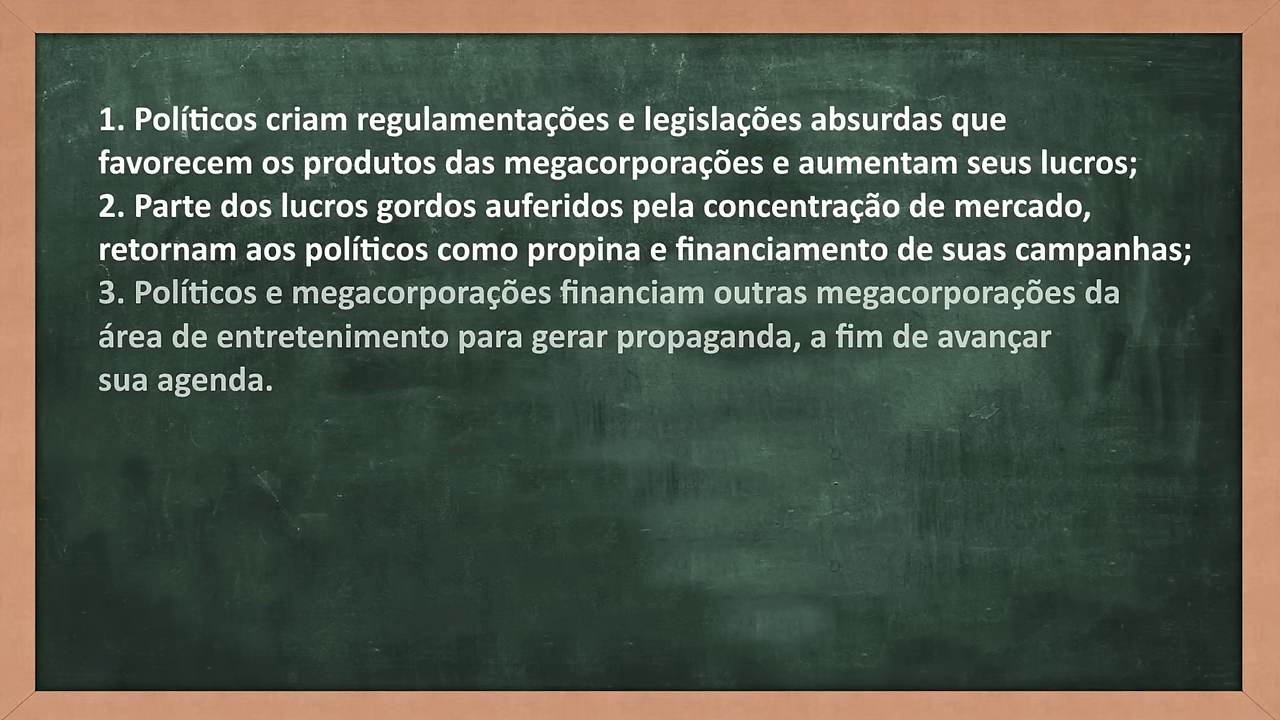 1. Políticos criam regulamentações e legislações absurdas que
favorecem os produtos das megacorporações e aumentam seus lucros;
2. Parte dos lucros gordos auferidos pela concentração de mercado,
retornam aos políticos como propina e financiamento de suas campanhas;
3. Políticos e megacorporações financiam outras megacorporações da
área de entretenimento para gerar propaganda, a fim de avançar
sua agenda.